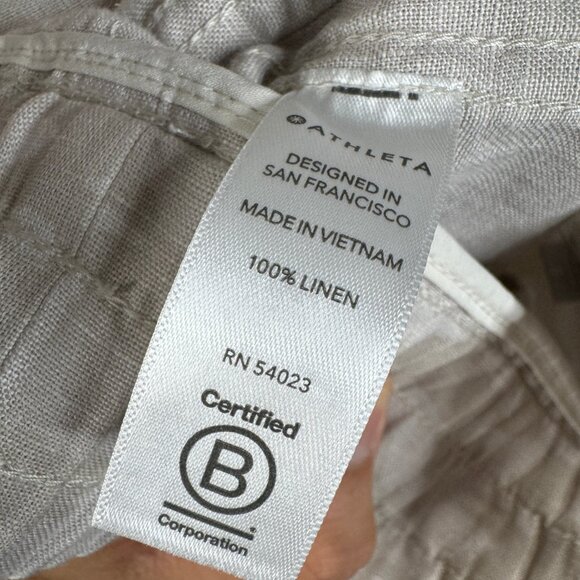 ATHLETA
DESIGNED IN
SAN FRANCISCO
MADE IN VIETNAM
100% LINEN
RN 54023
Certified
B
Corporation